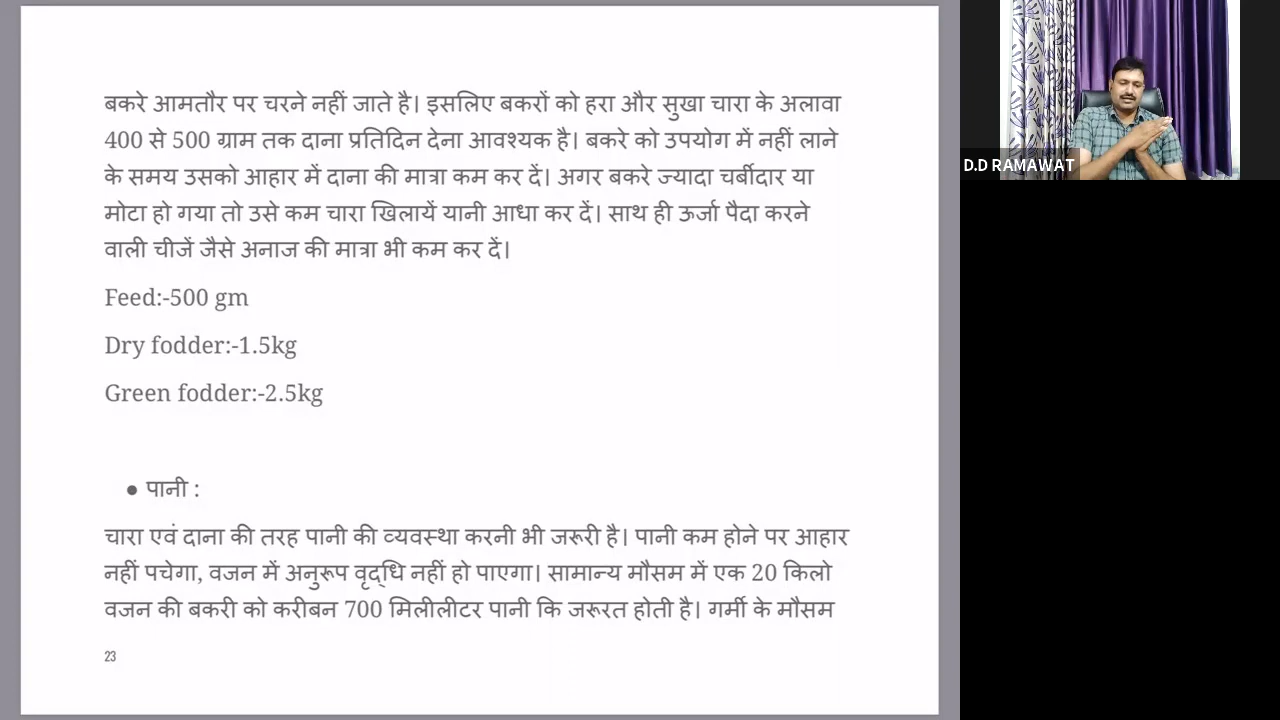 बकरे आमतौर पर चरने नहीं जाते है। इसलिए बकरों को हरा और सुखा चारा के अलावा
400 से 500 ग्राम तक दाना प्रतिदिन देना आवश्यक है। बकरे को उपयोग में नहीं लाने
के समय उसको आहार में दाना की मात्रा कम कर दें। अगर बकरे ज्यादा चर्बीदार या
मोटा हो गया तो उसे कम चारा खिलायें यानी आधा कर दें। साथ ही ऊर्जा पैदा करने
वाली चीजें जैसे अनाज की मात्रा भी कम कर दें।
Feed:-500 gm
Dry fodder:-1.5kg
Green fodder:-2.5kg
● पानी :
चारा एवं दाना की तरह पानी की व्यवस्था करनी भी जरूरी है। पानी कम होने पर आहार
नहीं पचेगा, वजन में अनुरूप वृद्धि नहीं हो पाएगा। सामान्य मौसम में एक 20 किलो
वजन की बकरी को करीबन 700 मिलीलीटर पानी कि जरूरत होती है। गर्मी के मौसम
23
D.D RAMAWAT